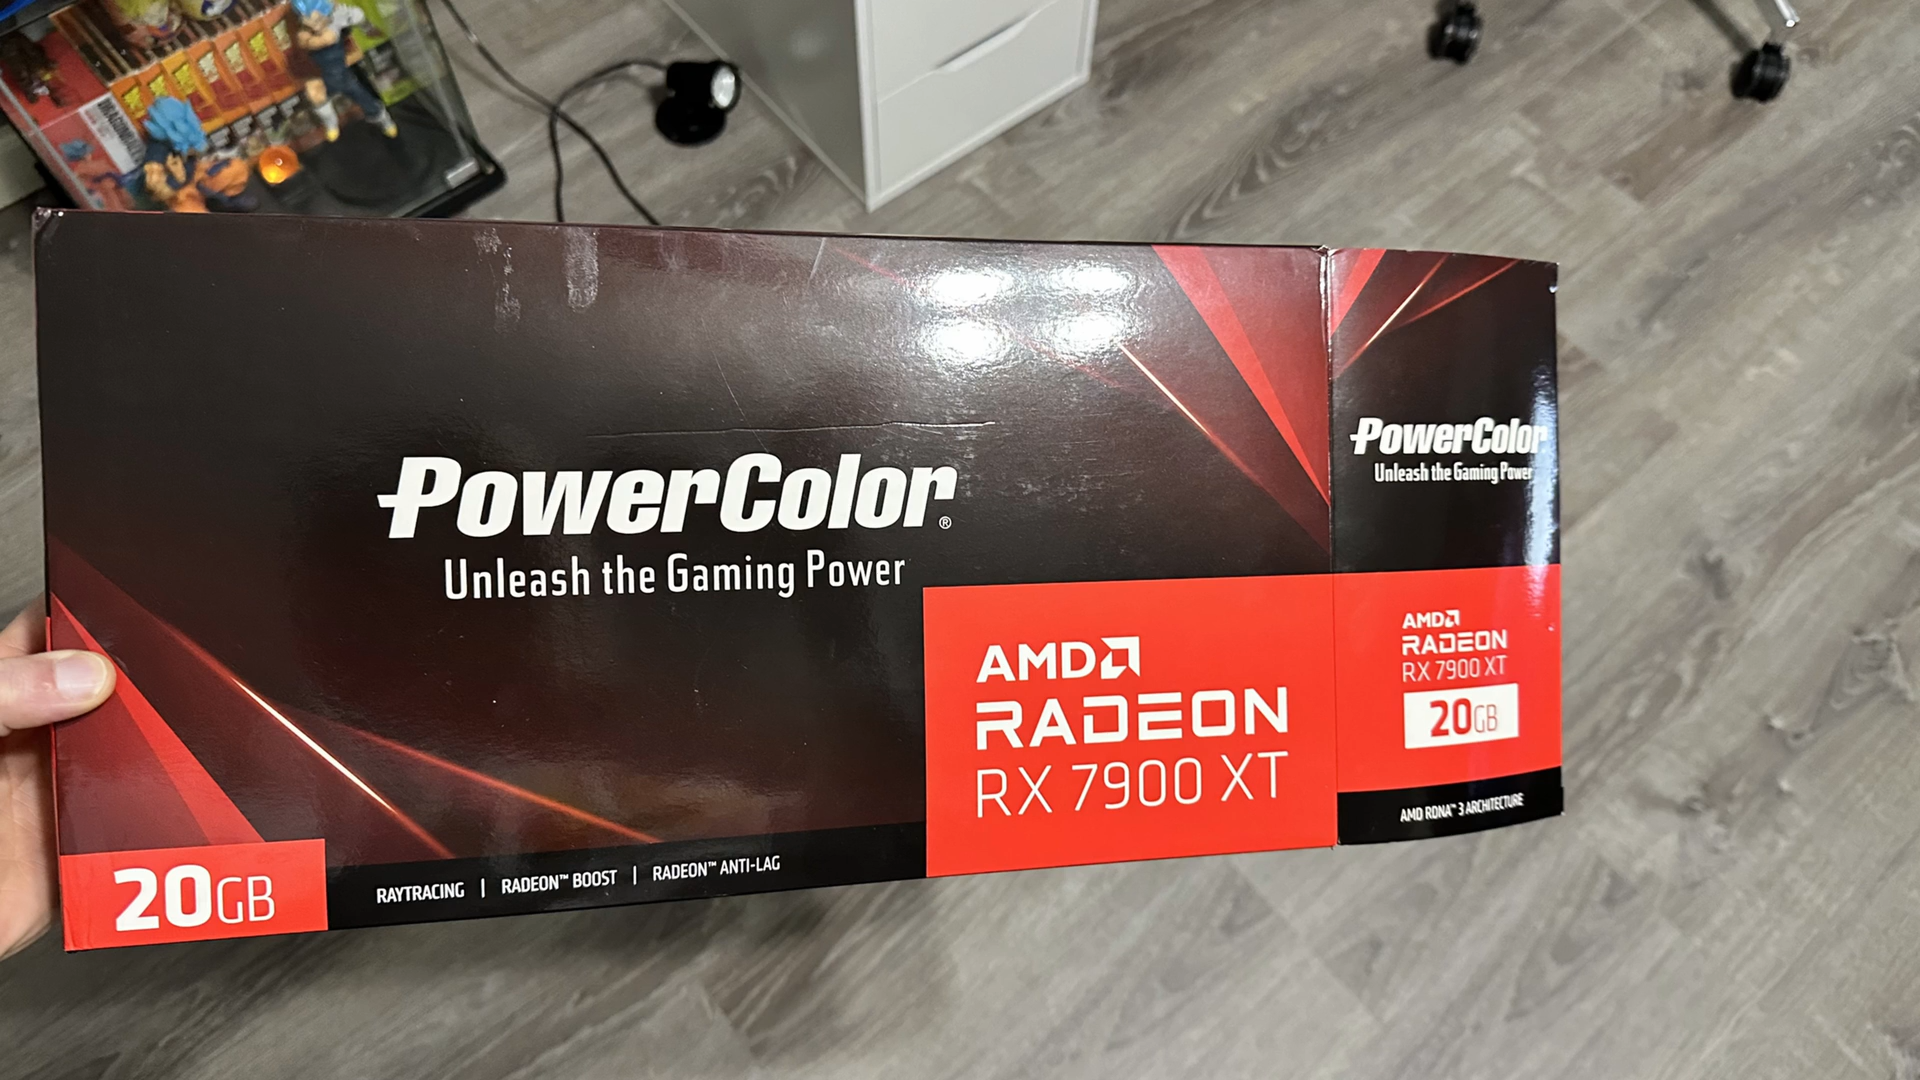 PowerColor®
Unleash the Gaming Power
AMD
RADEON
RX 7900 XT
20GB
RAYTRACING | RADEON™ BOOST | RADEON™ ANTI-LAG
PowerColor
Unleash the Gaming Power
AMD
RADEON
RX 7900 XT
20GB
AMD RDNA™ 3 ARCHITECTURE